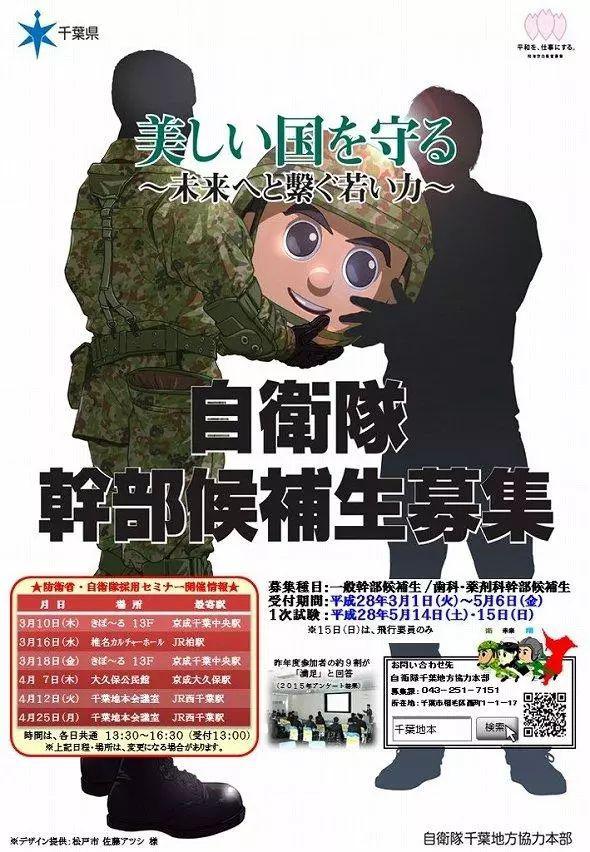 千葉県
平和を、仕事にする。
美しい国を守る
～未来へと繋ぐ若い力～
自衛隊
幹部候補生募集
★防衛省・自衛隊採用セミナー開催情報★
月 日 場 所 最寄駅
3月10日(木) きぼ～る 13F 京成千葉中央駅
3月16日(水) 椎名カルチャーホール JR柏駅
3月18日(金) きぼ～る 13F 京成千葉中央駅
4月 7日(木) 大久保公民館 京成大久保駅
4月12日(火) 千葉地本会議室 JR西千葉駅
4月25日(月) 千葉地本会議室 JR西千葉駅
時間は、各日共通 13:30～16:30 (受付13:00)
※上記日程・場所は、変更になる場合があります。
募集種目:一般幹部候補生/歯科・薬剤科幹部候補生
受付期間:平成28年3月1日(火)～5月6日(金)
1次試験:平成28年5月14日(土)・15日(日)
※15日(日)は、飛行要員のみ
昨年度参加者の約9割が
「満足」と回答
(2015年アンケート結果)
お問い合わせ先
自衛隊千葉地方協力本部
募集課:043-251-7151
所在地:千葉市稲毛区轟町1-1-17
千葉地本 検索
※デザイン提供:松戸市 佐藤アツシ 様
自衛隊千葉地方協力本部